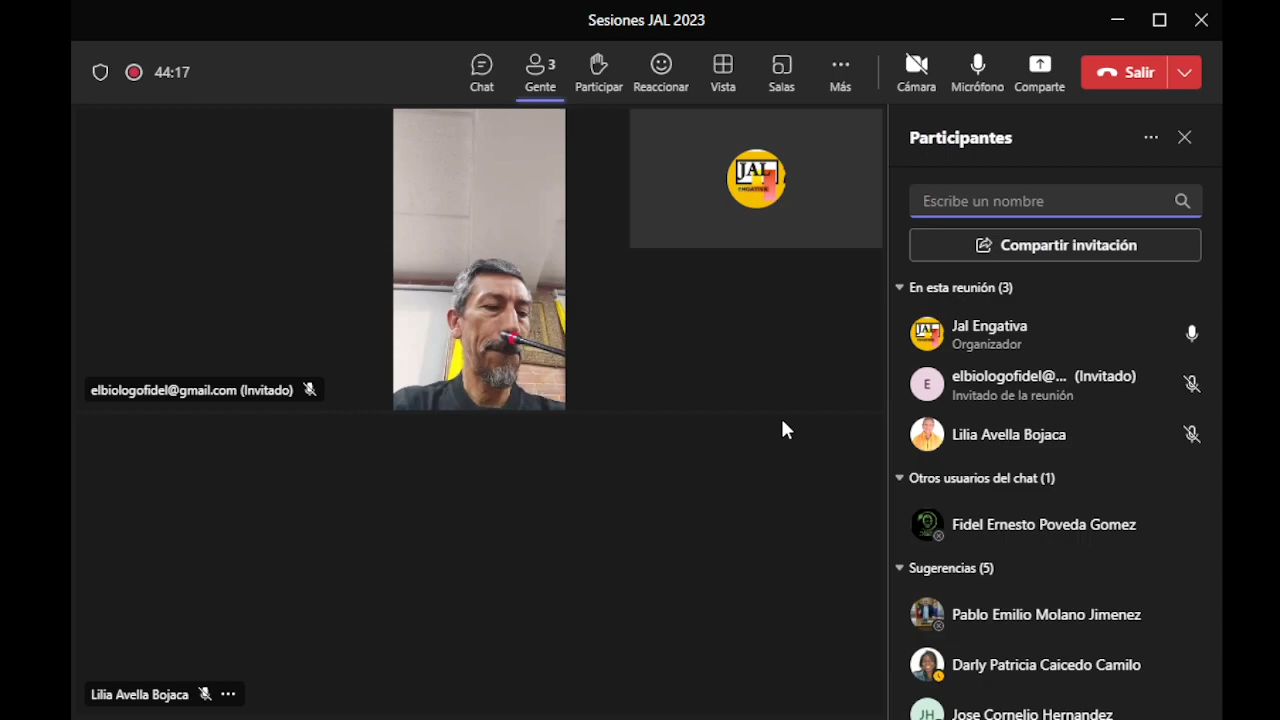 Sesiones JAL 2023
44:17
Chat
3
Gente
Participar
Reaccionar
Vista
Salas
Más
Cámara
Micrófono
Comparte
Salir
JAL
ENGATIVA
elbiologofidel@gmail.com (Invitado)
Lilia Avella Bojaca
Participantes
Escribe un nombre
Compartir invitación
En esta reunión (3)
JAL
Jal Engativa
Organizador
E
elbiologofidel@... (Invitado)
Invitado de la reunión
Lilia Avella Bojaca
Otros usuarios del chat (1)
Fidel Ernesto Poveda Gomez
Sugerencias (5)
Pablo Emilio Molano Jimenez
Darly Patricia Caicedo Camilo
JH
Jose Cornelio Hernandez